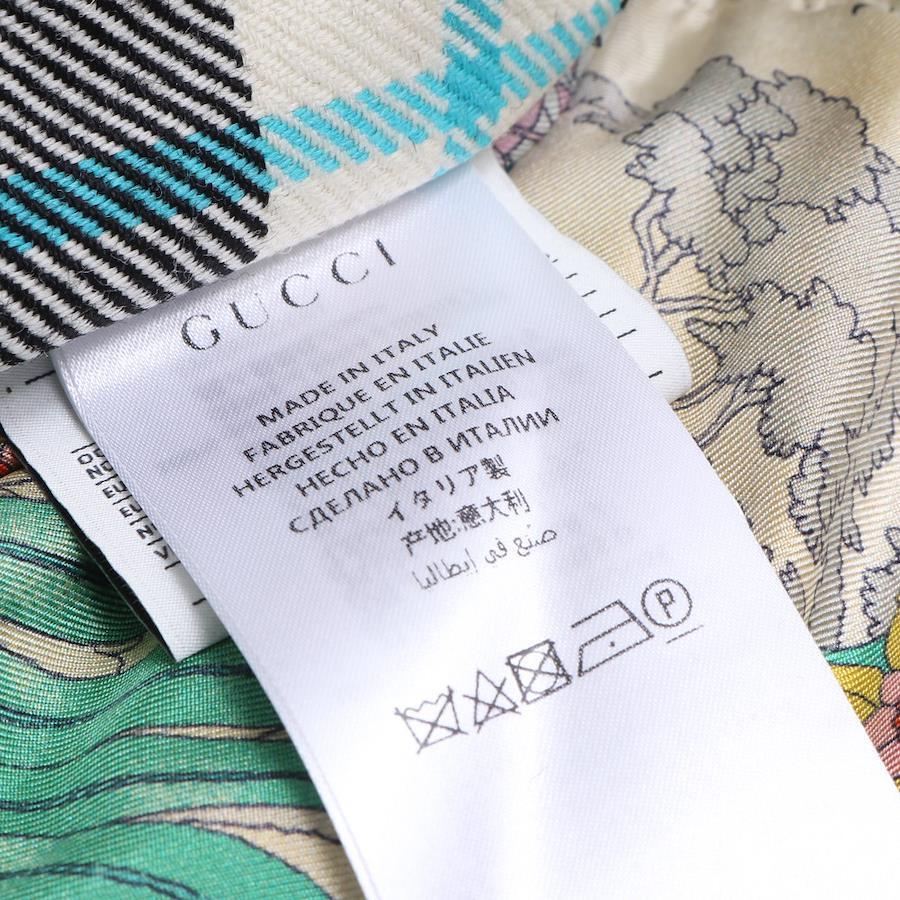 GUCCI
MADE IN ITALY
FABRIQUE EN ITALIE
HERGESTELLT IN ITALIEN
HECHO EN ITALIA
СДЕЛАНО В ИТАЛИИ
イタリア製
产地:意大利
صنع في إيطاليا
P